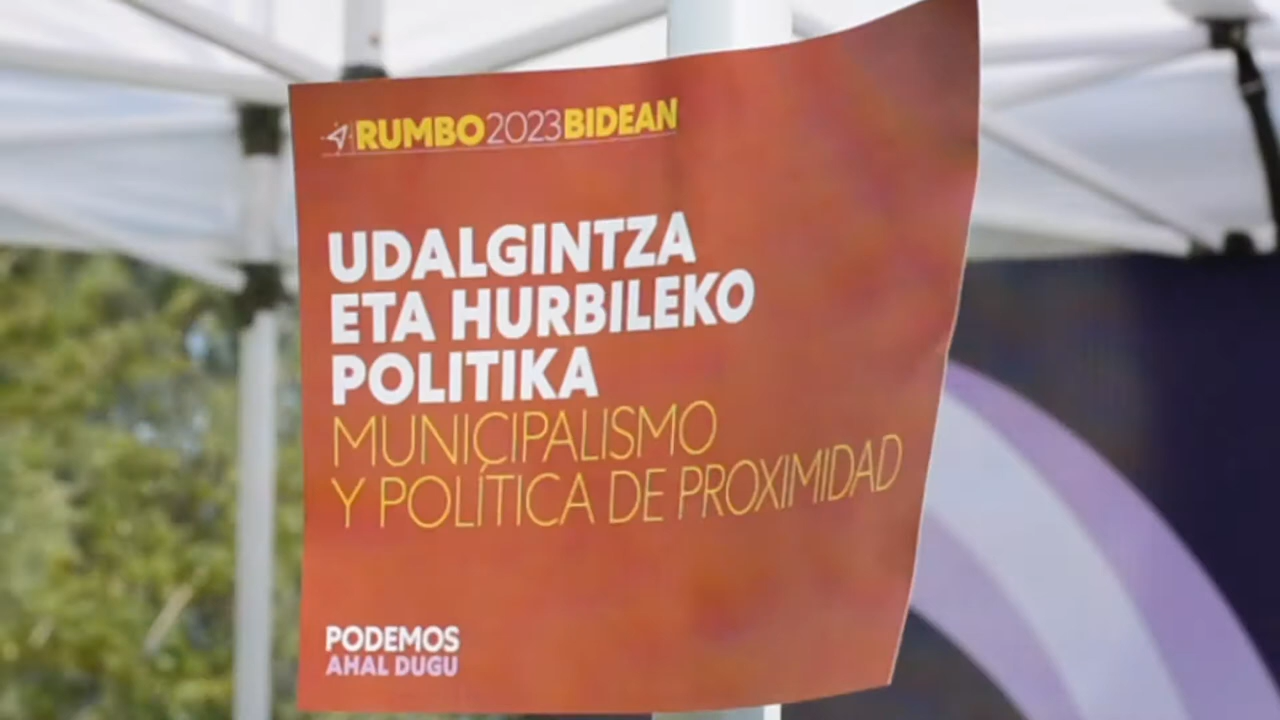 RUMBO2023BIDEAN
UDALGINTZA
ETA HURBILEKO
POLITIKA
MUNICIPALISMO
Y POLÍTICA DE PROXIMIDAD
PODEMOS
AHAL DUGU